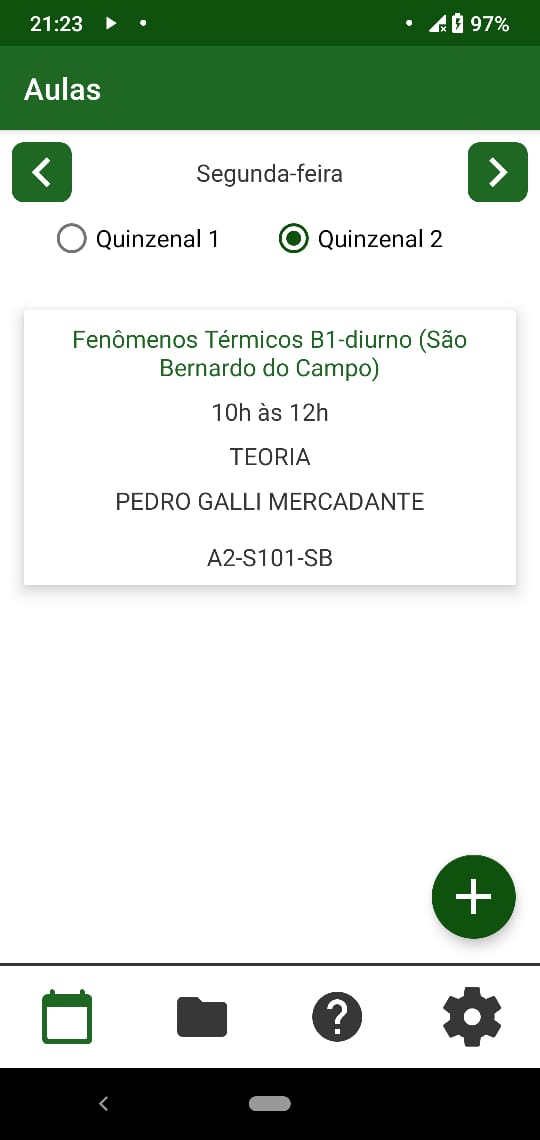 21:23
97%
Aulas
Segunda-feira
Quinzenal 1
Quinzenal 2
Fenômenos Térmicos B1-diurno (São
Bernardo do Campo)
10h às 12h
TEORIA
PEDRO GALLI MERCADANTE
A2-S101-SB